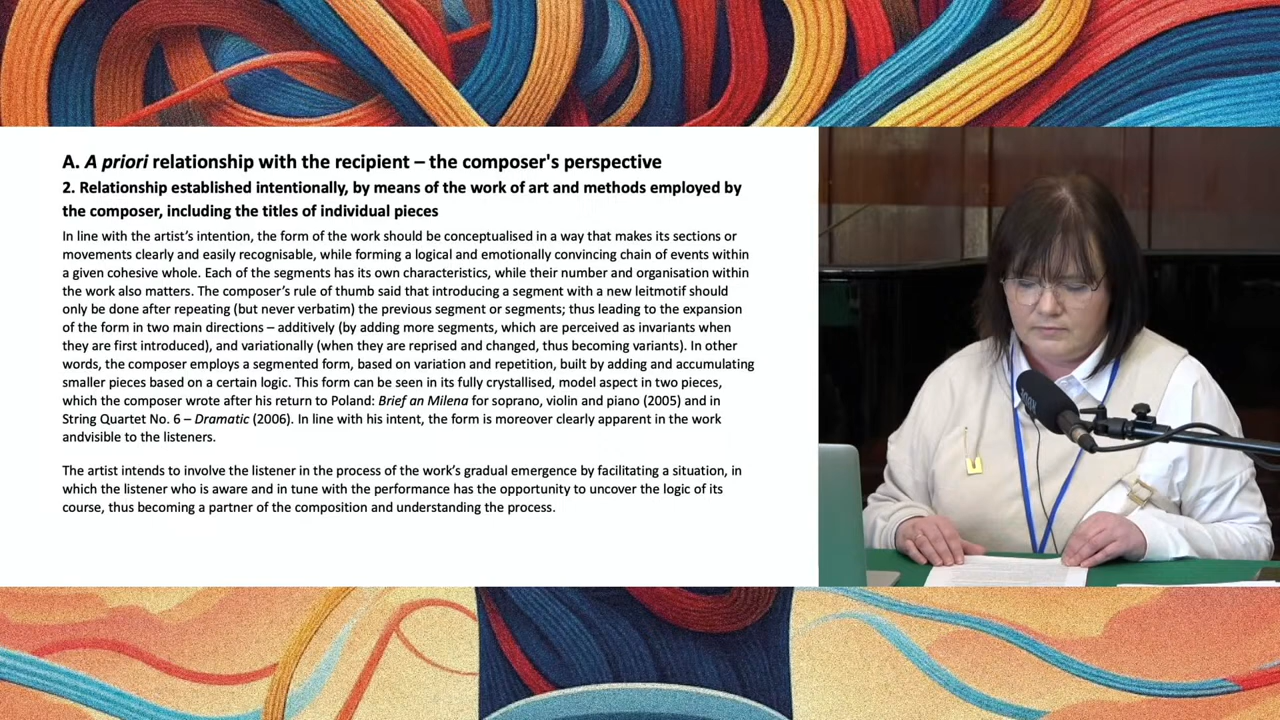 A. A priori relationship with the recipient – the composer's perspective
2. Relationship established intentionally, by means of the work of art and methods employed by
the composer, including the titles of individual pieces
In line with the artist's intention, the form of the work should be conceptualised in a way that makes its sections or
movements clearly and easily recognisable, while forming a logical and emotionally convincing chain of events within
a given cohesive whole. Each of the segments has its own characteristics, while their number and organisation within
the work also matters. The composer's rule of thumb said that introducing a segment with a new leitmotif should
only be done after repeating (but never verbatim) the previous segment or segments; thus leading to the expansion
of the form in two main directions – additively (by adding more segments, which are perceived as invariants when
they are first introduced), and variationally (when they are reprised and changed, thus becoming variants). In other
words, the composer employs a segmented form, based on variation and repetition, built by adding and accumulating
smaller pieces based on a certain logic. This form can be seen in its fully crystallised, model aspect in two pieces,
which the composer wrote after his return to Poland: Brief an Milena for soprano, violin and piano (2005) and in
String Quartet No. 6 – Dramatic (2006). In line with his intent, the form is moreover clearly apparent in the work
andvisible to the listeners.
The artist intends to involve the listener in the process of the work's gradual emergence by facilitating a situation, in
which the listener who is aware and in tune with the performance has the opportunity to uncover the logic of its
course, thus becoming a partner of the composition and understanding the process.